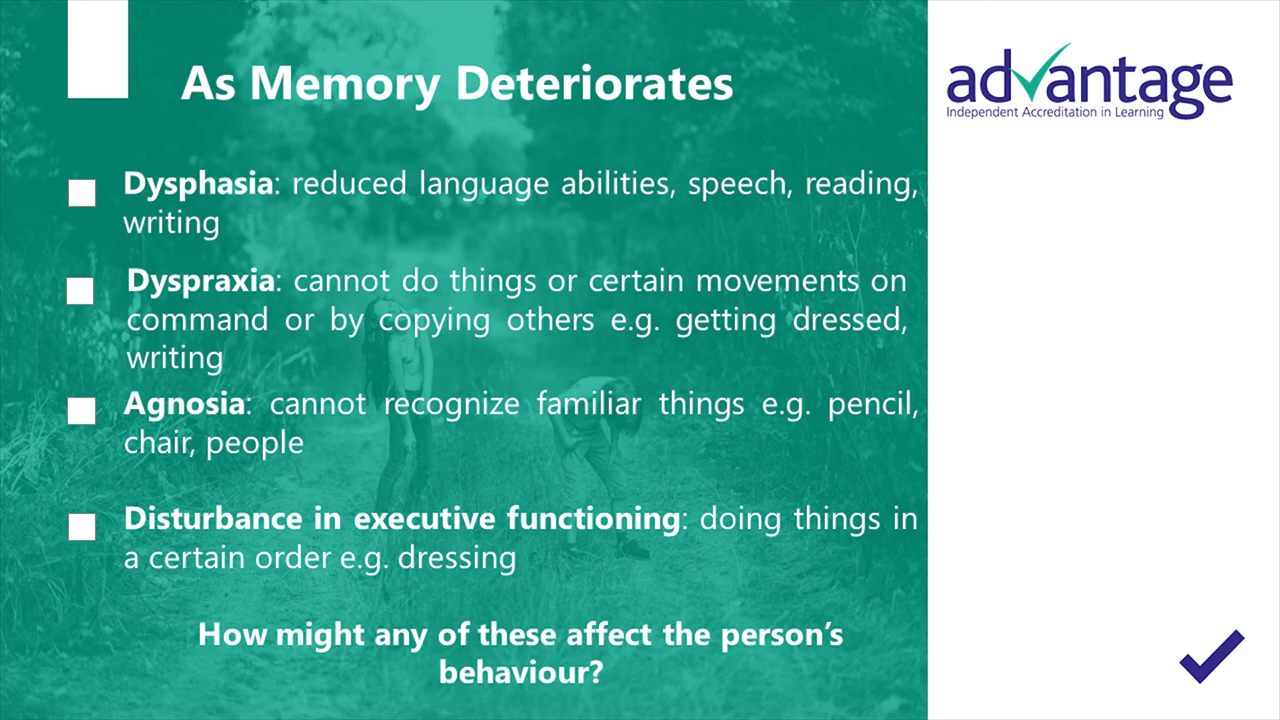 As Memory Deteriorates
advantage
Independent Accreditation in Learning
Dysphasia: reduced language abilities, speech, reading,
writing
Dyspraxia: cannot do things or certain movements on
command or by copying others e.g. getting dressed,
writing
Agnosia: cannot recognize familiar things e.g. pencil,
chair, people
Disturbance in executive functioning: doing things in
a certain order e.g. dressing
How might any of these affect the person’s
behaviour?